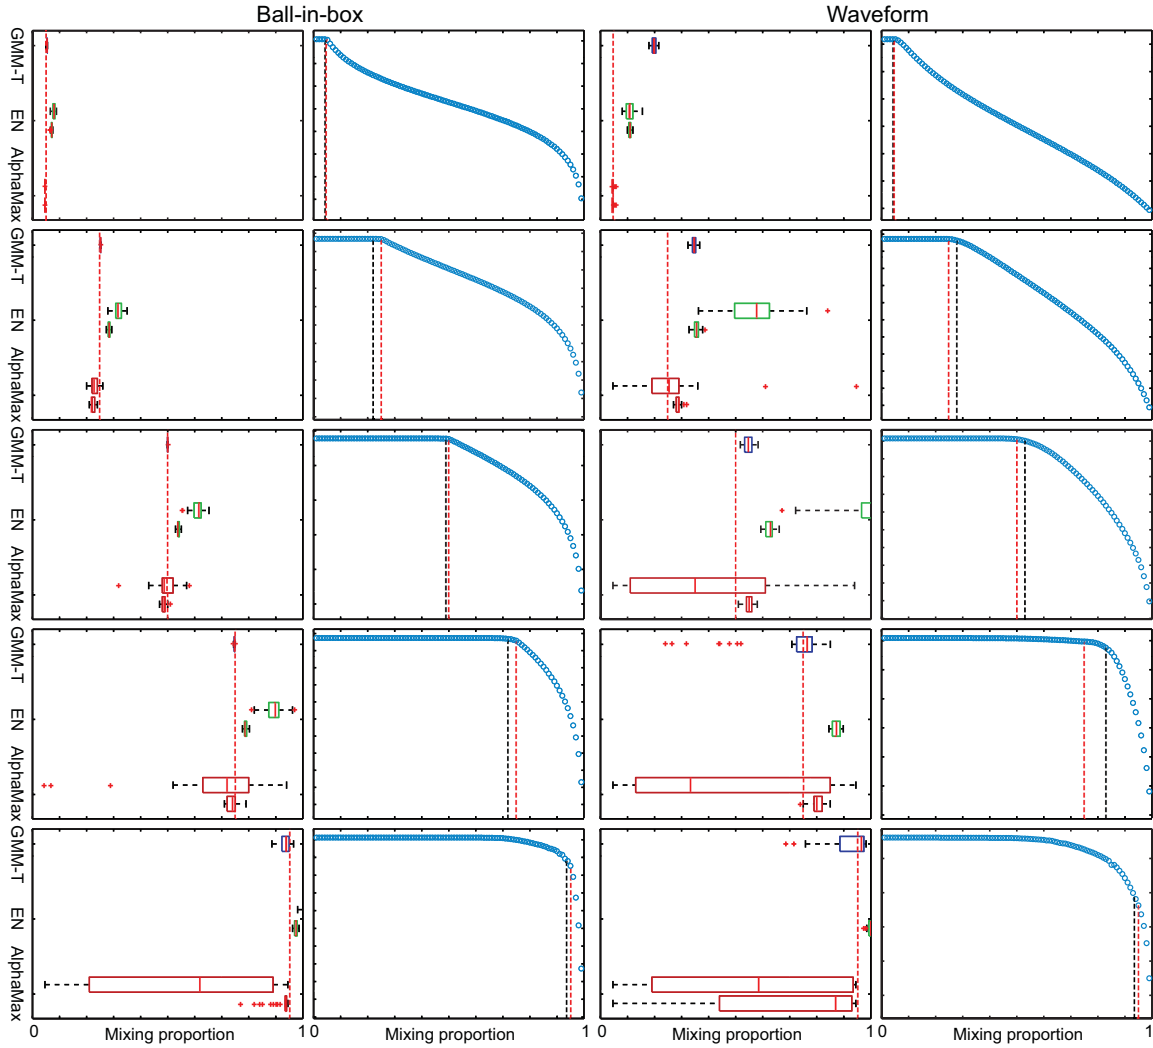 Ball-in-box
Waveform
GMM-T
EN
AlphaMax
GMM-T
EN
AlphaMax
GMM-T
EN
AlphaMax
GMM-T
EN
AlphaMax
GMM-T
EN
AlphaMax
0 Mixing proportion 1 0 Mixing proportion 1 0 Mixing proportion 1 0 Mixing proportion 1